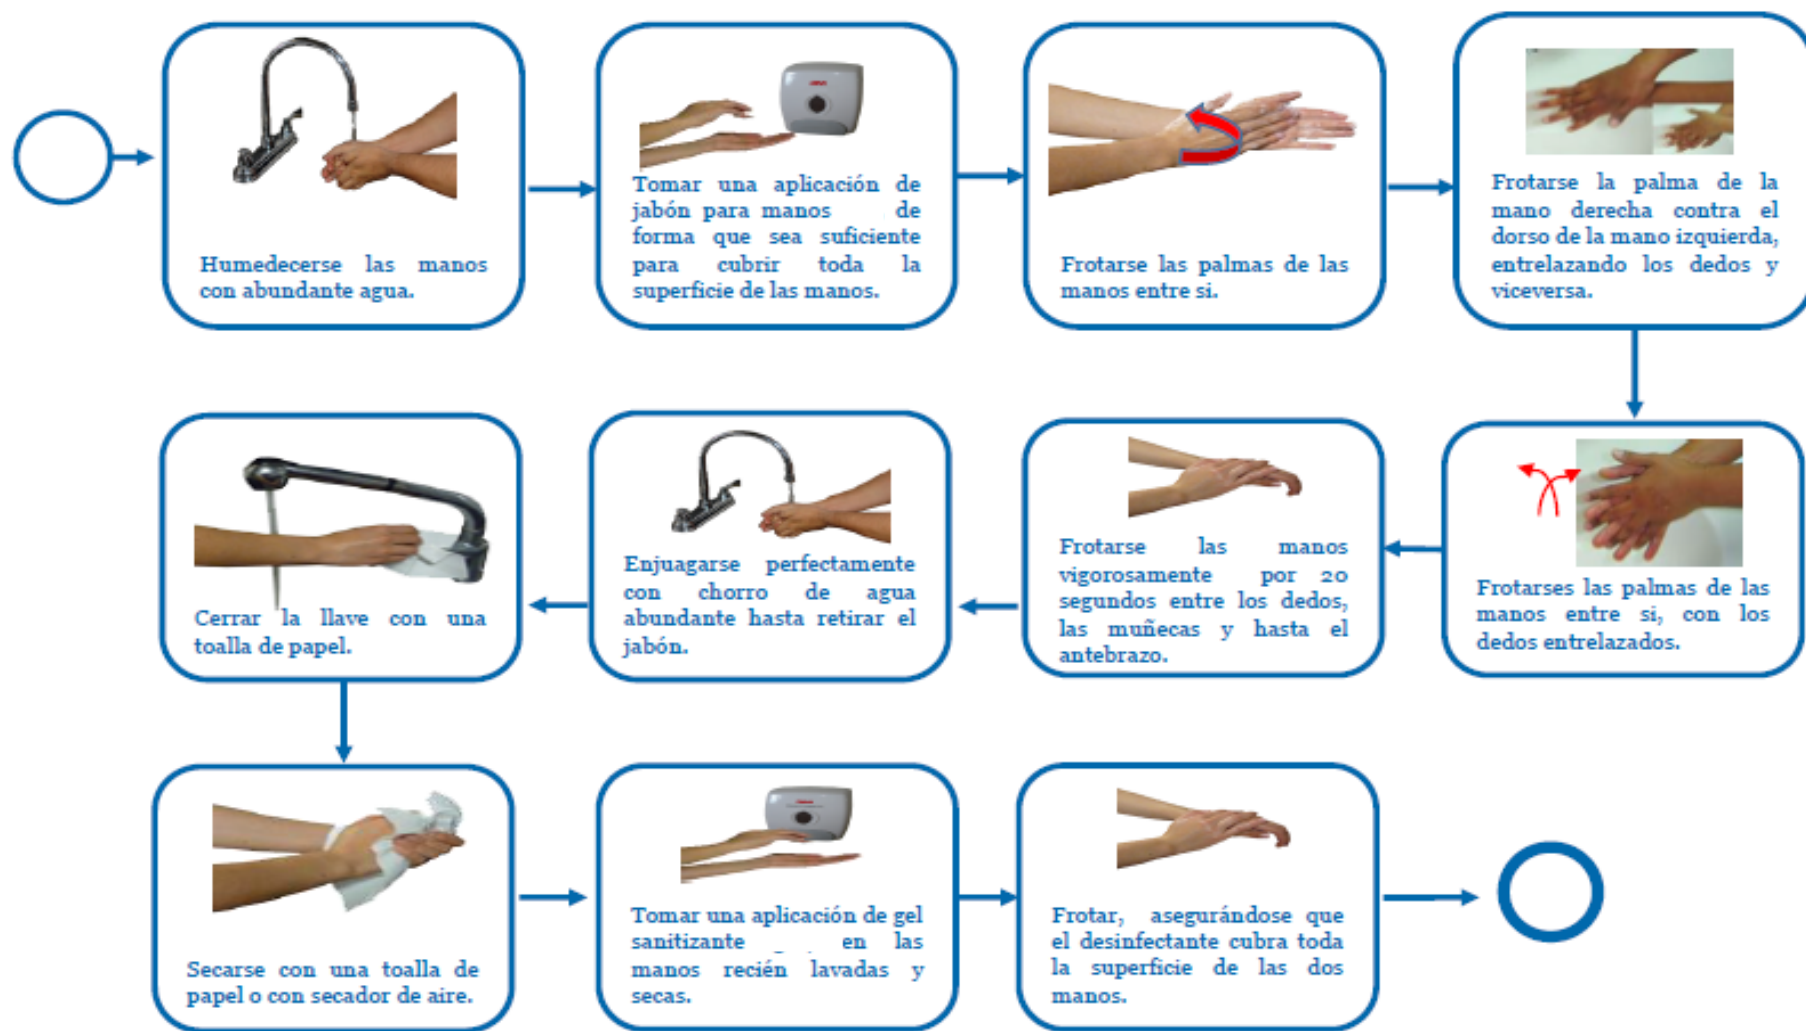 Humedecerse las manos
con abundante agua.
Tomar una aplicación de
jabón para manos de
forma que sea suficiente
para cubrir toda la
superficie de las manos.
Frotarse las palmas de las
manos entre si.
Frotarse la palma de la
mano derecha contra el
dorso de la mano izquierda,
entrelazando los dedos y
viceversa.
Frotarses las palmas de las
manos entre si, con los
dedos entrelazados.
Frotarse las manos
vigorosamente por 20
segundos entre los dedos,
las muñecas y hasta el
antebrazo.
Enjuagarse perfectamente
con chorro de agua
abundante hasta retirar el
jabón.
Cerrar la llave con una
toalla de papel.
Secarse con una toalla de
papel o con secador de aire.
Tomar una aplicación de gel
sanitizante en las
manos recién lavadas y
secas.
Frotar, asegurándose que
el desinfectante cubra toda
la superficie de las dos
manos.